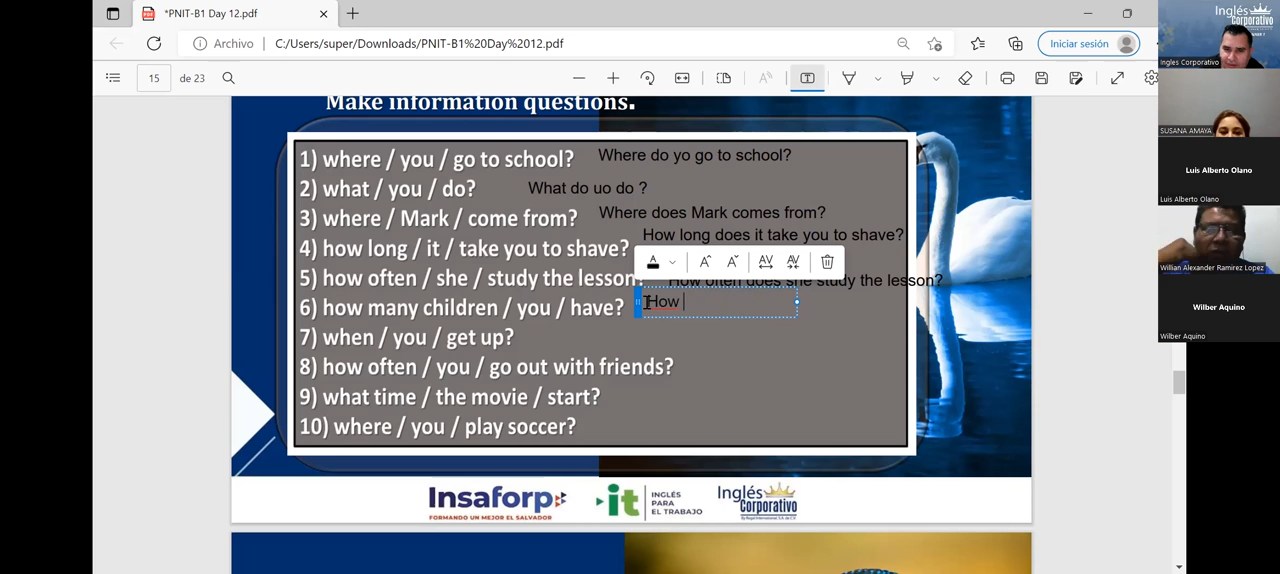 *PNIT-B1 Day 12.pdf
Archivo C:/Users/super/Downloads/PNIT-B1%20Day%2012.pdf
Iniciar sesión
15 de 23
Make information questions.
1) where / you / go to school? Where do yo go to school?
2) what / you / do? What do uo do ?
3) where / Mark / come from? Where does Mark comes from?
4) how long / it / take you to shave? How long does it take you to shave?
5) how often / she / study the lesson? How often does she study the lesson?
6) how many children / you / have? How
7) when / you / get up?
8) how often / you / go out with friends?
9) what time / the movie / start?
10) where / you / play soccer?
Insaforp
FORMANDO UN MEJOR EL SALVADOR
it INGLÉS PARA EL TRABAJO
Inglés Corporativo
Inglés Corporativo
Ingles Corporativo
SUSANA AMAYA
Luis Alberto Olano
Luis Alberto Olano
Willian Alexander Ramirez Lopez
Wilber Aquino
Wilber Aquino